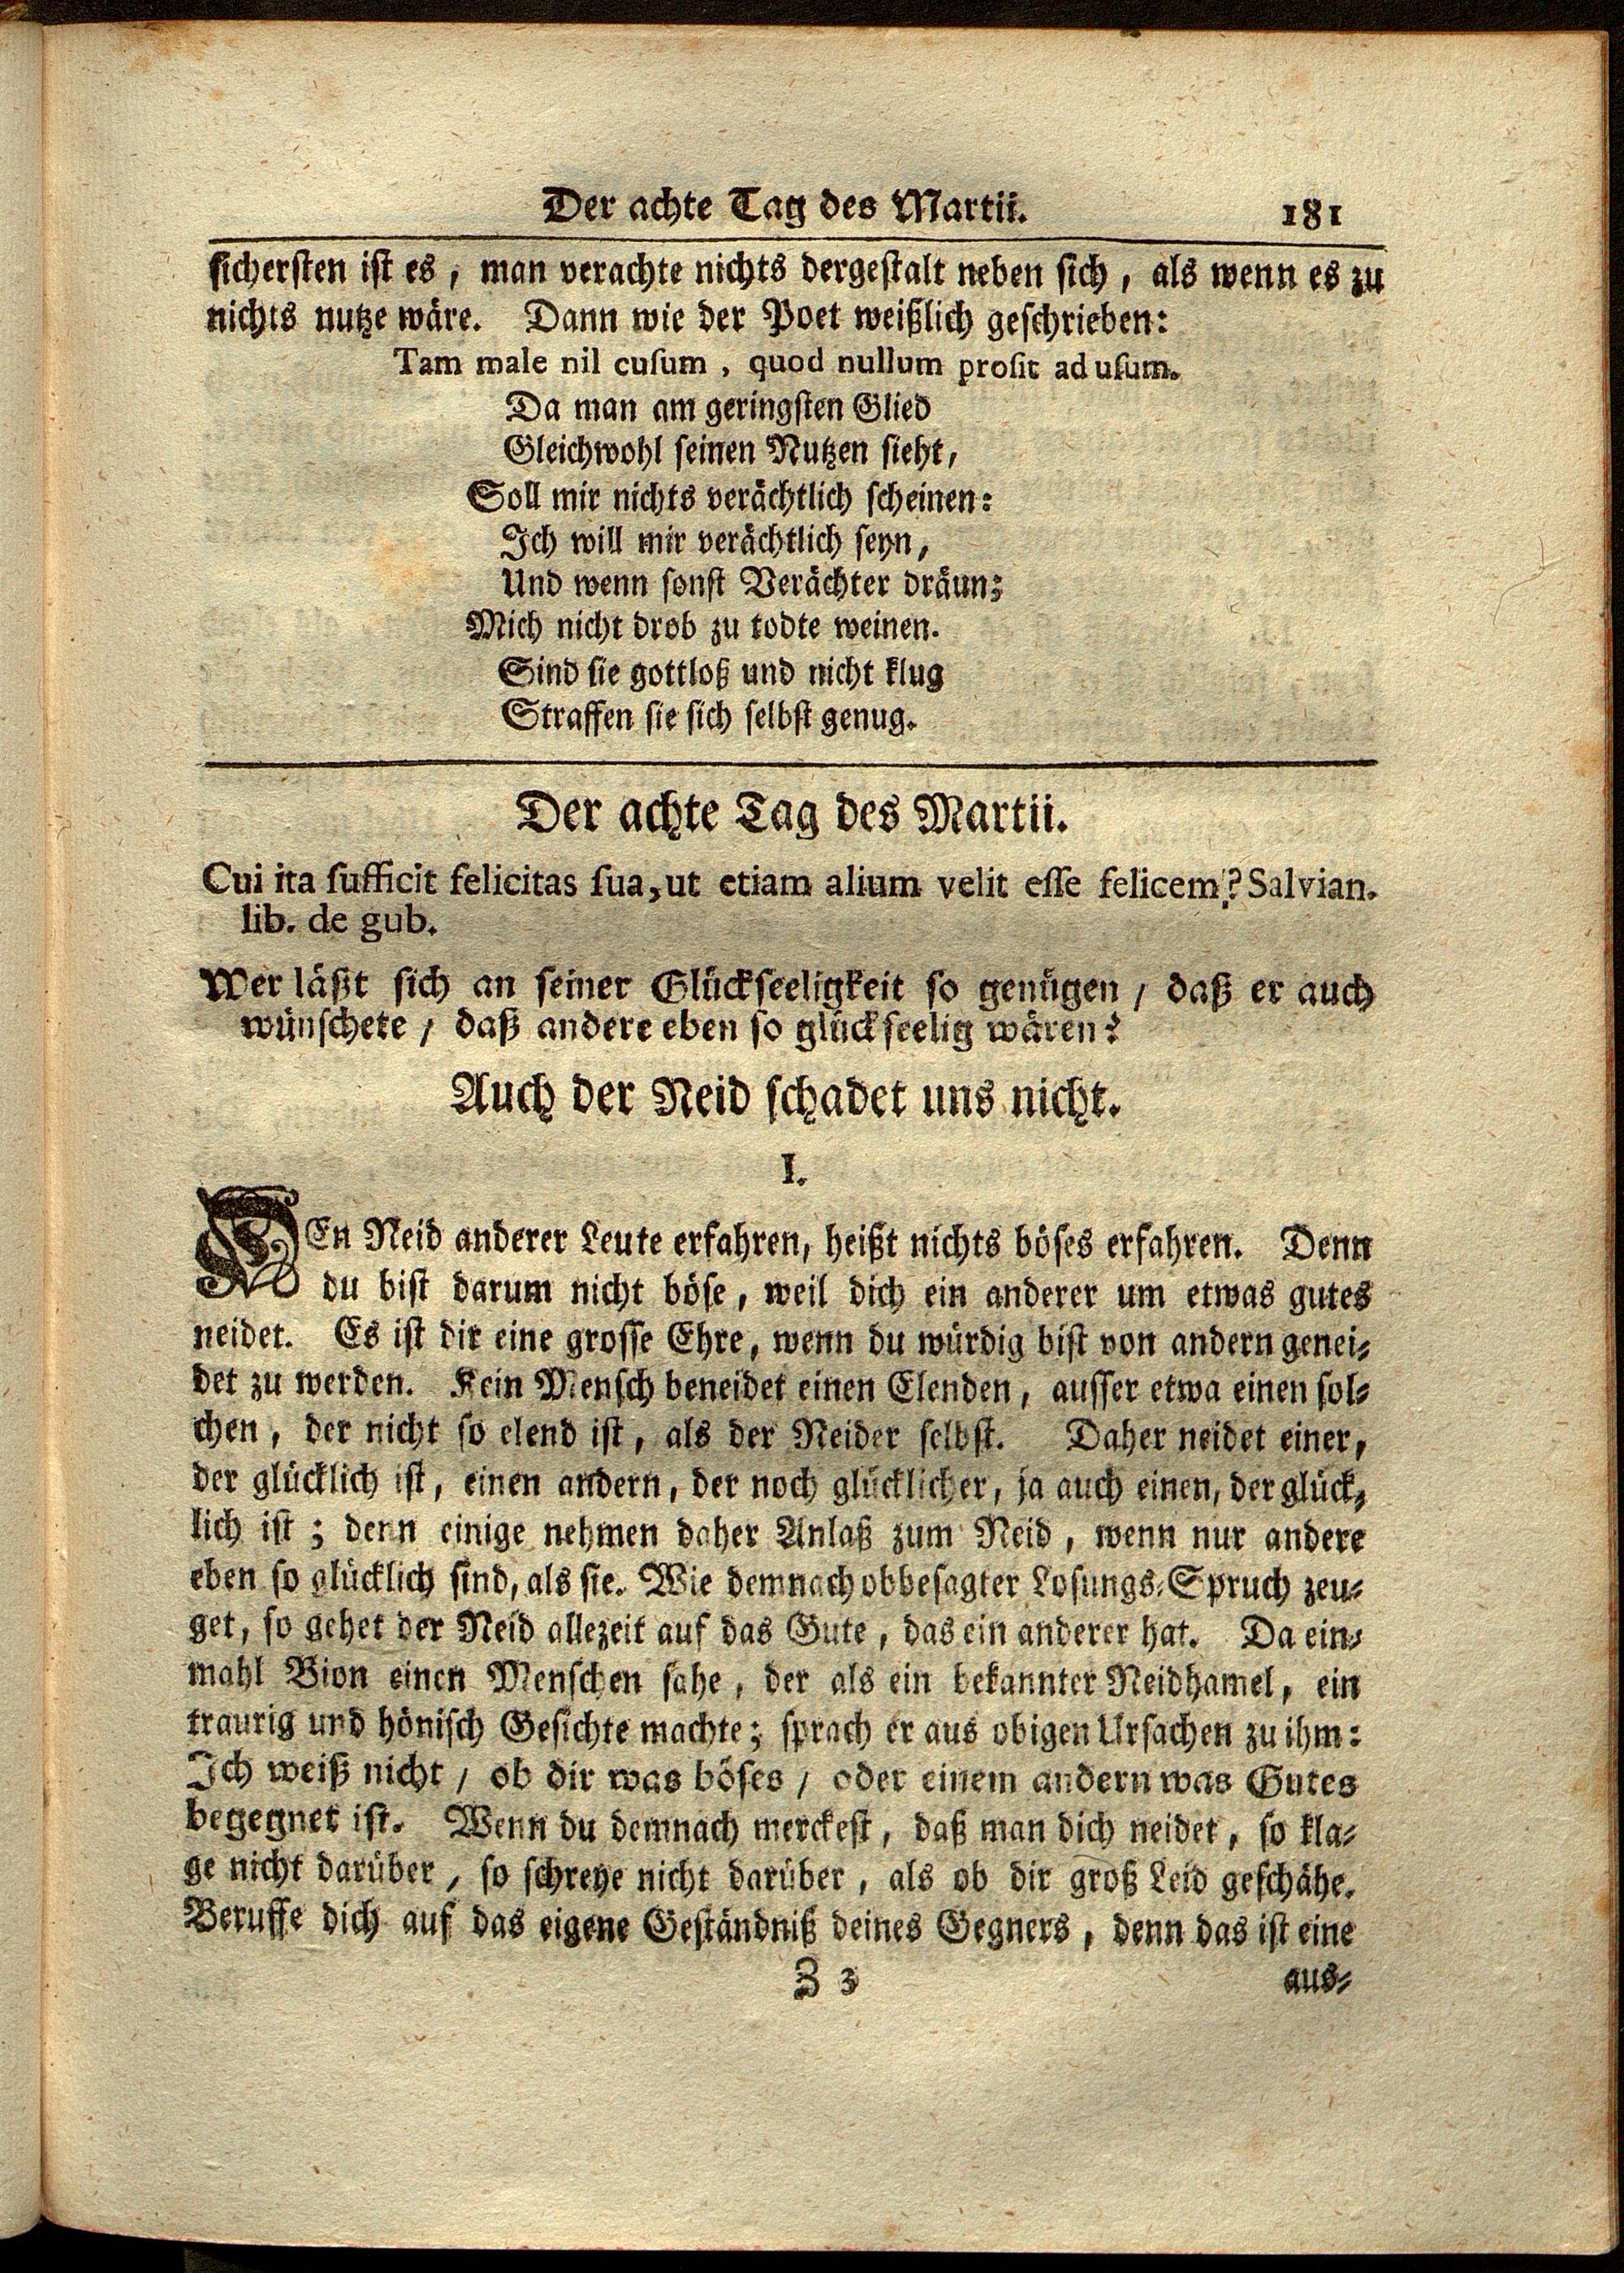 Der achte Tag des Martii. 181
sichersten ist es, man verachte nichts dergestalt neben sich, als wenn es zu
nichts nutze wäre. Dann wie der Poet weißlich geschrieben:
Tam male nil cusum, quod nullum prosit ad usum.
Da man am geringsten Glied
Gleichwohl seinen Nutzen sieht,
Soll mir nichts verächtlich scheinen:
Ich will mir verächtlich seyn,
Und wenn sonst Verächter dräun;
Mich nicht drob zu todte weinen.
Sind sie gottloß und nicht klug
Straffen sie sich selbst genug.
Der achte Tag des Martii.
Cui ita sufficit felicitas sua, ut etiam alium velit esse felicem? Salvian.
lib. de gub.
Wer läßt sich an seiner Glückseeligkeit so genügen / daß er auch
wünschete / daß andere eben so glückseelig wären?
Auch der Neid schadet uns nicht.
I.
DEn Neid anderer Leute erfahren, heißt nichts böses erfahren. Denn
du bist darum nicht böse, weil dich ein anderer um etwas gutes
neidet. Es ist dir eine grosse Ehre, wenn du würdig bist von andern genei-
det zu werden. Kein Mensch beneidet einen Elenden, ausser etwa einen sol-
chen, der nicht so elend ist, als der Neider selbst. Daher neidet einer,
der glücklich ist, einen andern, der noch glücklicher, ja auch einen, der glück-
lich ist; denn einige nehmen daher Anlaß zum Neid, wenn nur andere
eben so glücklich sind, als sie. Wie demnach obbesagter Losungs-Spruch zeu-
get, so gehet der Neid allezeit auf das Gute, das ein anderer hat. Da ein-
mahl Bion einen Menschen sahe, der als ein bekannter Neidhamel, ein
traurig und hönisch Gesichte machte; sprach er aus obigen Ursachen zu ihm:
Ich weiß nicht / ob dir was böses / oder einem andern was Gutes
begegnet ist. Wenn du demnach merckest, daß man dich neidet, so kla-
ge nicht darüber, so schreye nicht darüber, als ob dir groß Leid geschähe.
Beruffe dich auf das eigene Geständniß deines Gegners, denn das ist eine
Z 3 aus-